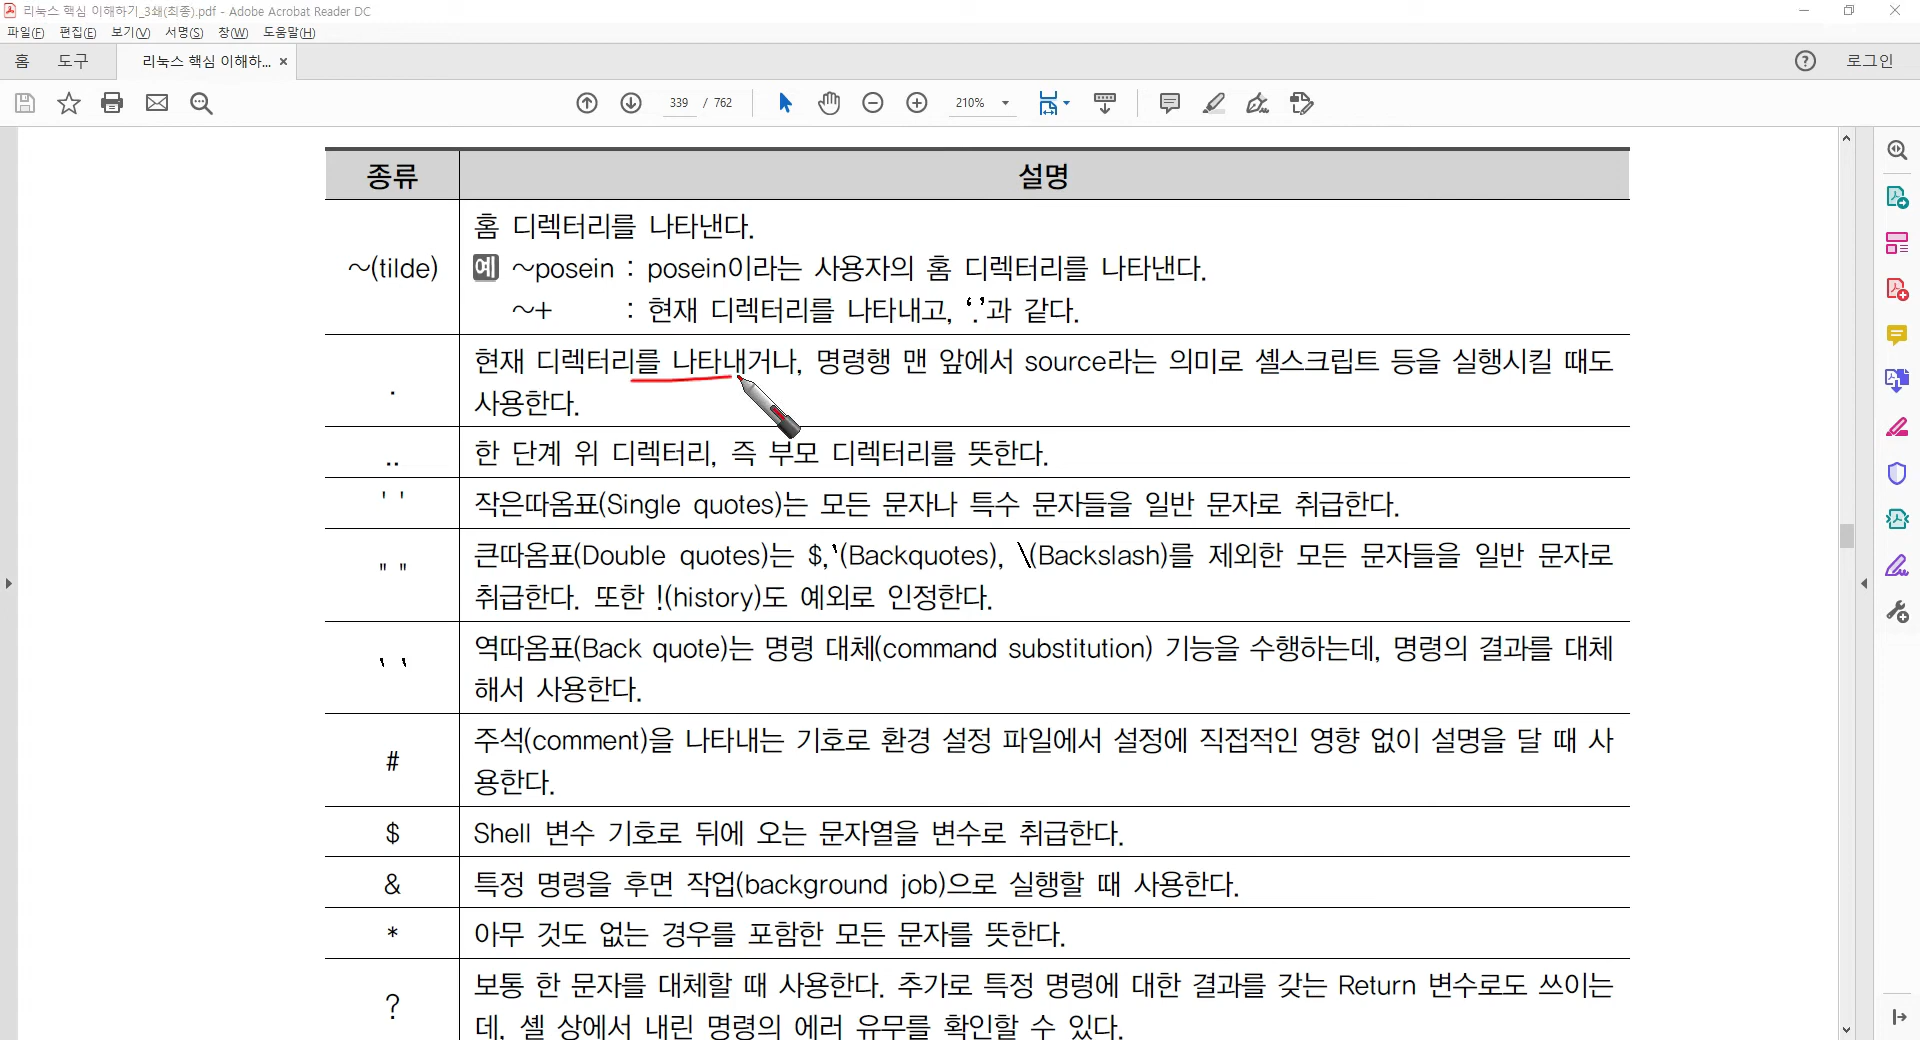 리눅스 핵심 이해하기_3쇄(최종).pdf - Adobe Acrobat Reader DC
파일(F) 편집(E) 보기(V) 서명(S) 창(W) 도움말(H)
홈 도구 리눅스 핵심 이해하... × 로그인
339 / 762 210%
종류 설명
~(tilde)
홈 디렉터리를 나타낸다.
예 ~posein : posein이라는 사용자의 홈 디렉터리를 나타낸다.
~+ : 현재 디렉터리를 나타내고, ‘.’과 같다.
.
현재 디렉터리를 나타내거나, 명령행 맨 앞에서 source라는 의미로 셸스크립트 등을 실행시킬 때도
사용한다.
.. 한 단계 위 디렉터리, 즉 부모 디렉터리를 뜻한다.
' ' 작은따옴표(Single quotes)는 모든 문자나 특수 문자들을 일반 문자로 취급한다.
" "
큰따옴표(Double quotes)는 $,‵(Backquotes), \(Backslash)를 제외한 모든 문자들을 일반 문자로
취급한다. 또한 !(history)도 예외로 인정한다.
‵ ‵
역따옴표(Back quote)는 명령 대체(command substitution) 기능을 수행하는데, 명령의 결과를 대체
해서 사용한다.
#
주석(comment)을 나타내는 기호로 환경 설정 파일에서 설정에 직접적인 영향 없이 설명을 달 때 사
용한다.
$ Shell 변수 기호로 뒤에 오는 문자열을 변수로 취급한다.
& 특정 명령을 후면 작업(background job)으로 실행할 때 사용한다.
* 아무 것도 없는 경우를 포함한 모든 문자를 뜻한다.
?
보통 한 문자를 대체할 때 사용한다. 추가로 특정 명령에 대한 결과를 갖는 Return 변수로도 쓰이는
데, 셸 상에서 내린 명령의 에러 유무를 확인할 수 있다.